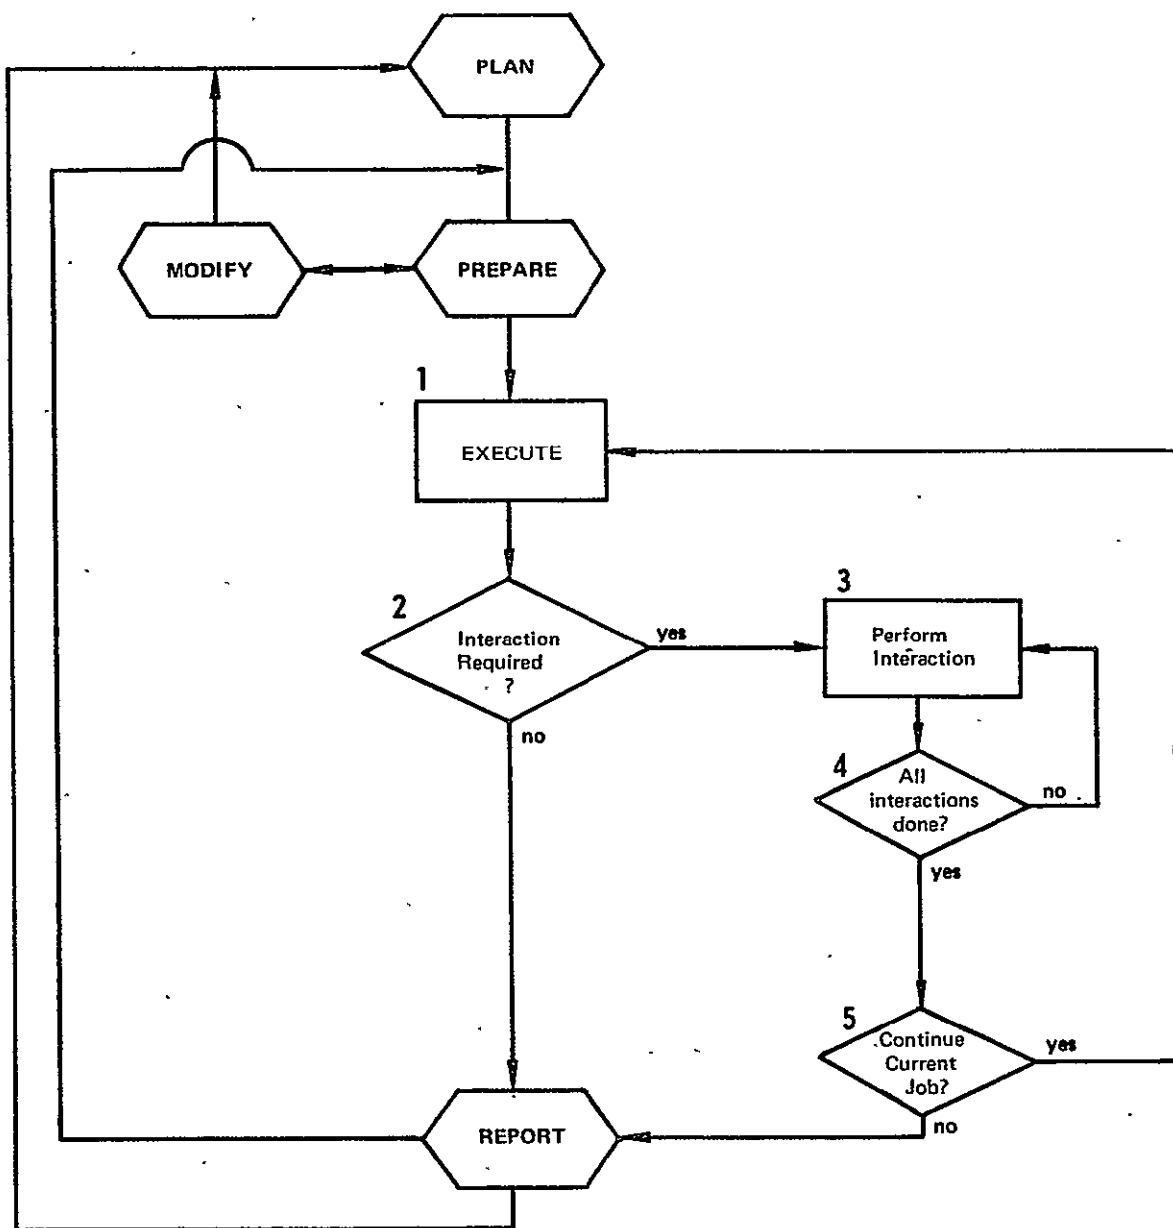 PLAN
MODIFY
PREPARE
1
EXECUTE
2
Interaction
Required
?
yes
no
3
Perform
Interaction
4
All
interactions
done?
no
yes
5
Continue
Current
Job?
yes
no
REPORT